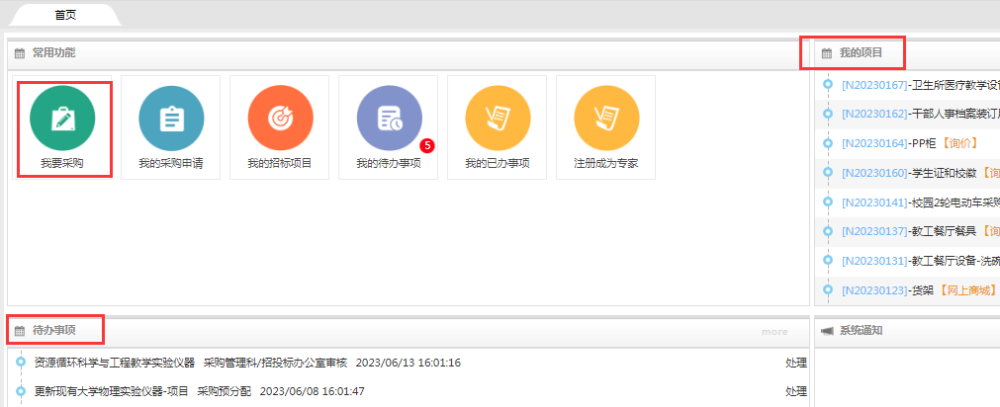 首页
常用功能
我要采购
我的采购申请
我的招标项目
5
我的待办事项
我的已办事项
注册成为专家
我的项目
[N20230167]-卫生所医疗教学设
[N20230162]-干部人事档案装订
[N20230164]-PP柜【询价】
[N20230160]-学生证和校徽【询
[N20230141]-校园2轮电动车采购
[N20230137]-教工餐厅餐具【询
[N20230131]-教工餐厅设备-洗碗
[N20230123]-货架【网上商城】
待办事项 more
资源循环科学与工程教学实验仪器 采购管理科/招投标办公室审核 2023/06/13 16:01:16 处理
更新现有大学物理实验仪器-项目 采购预分配 2023/06/08 16:01:47 处理
系统通知